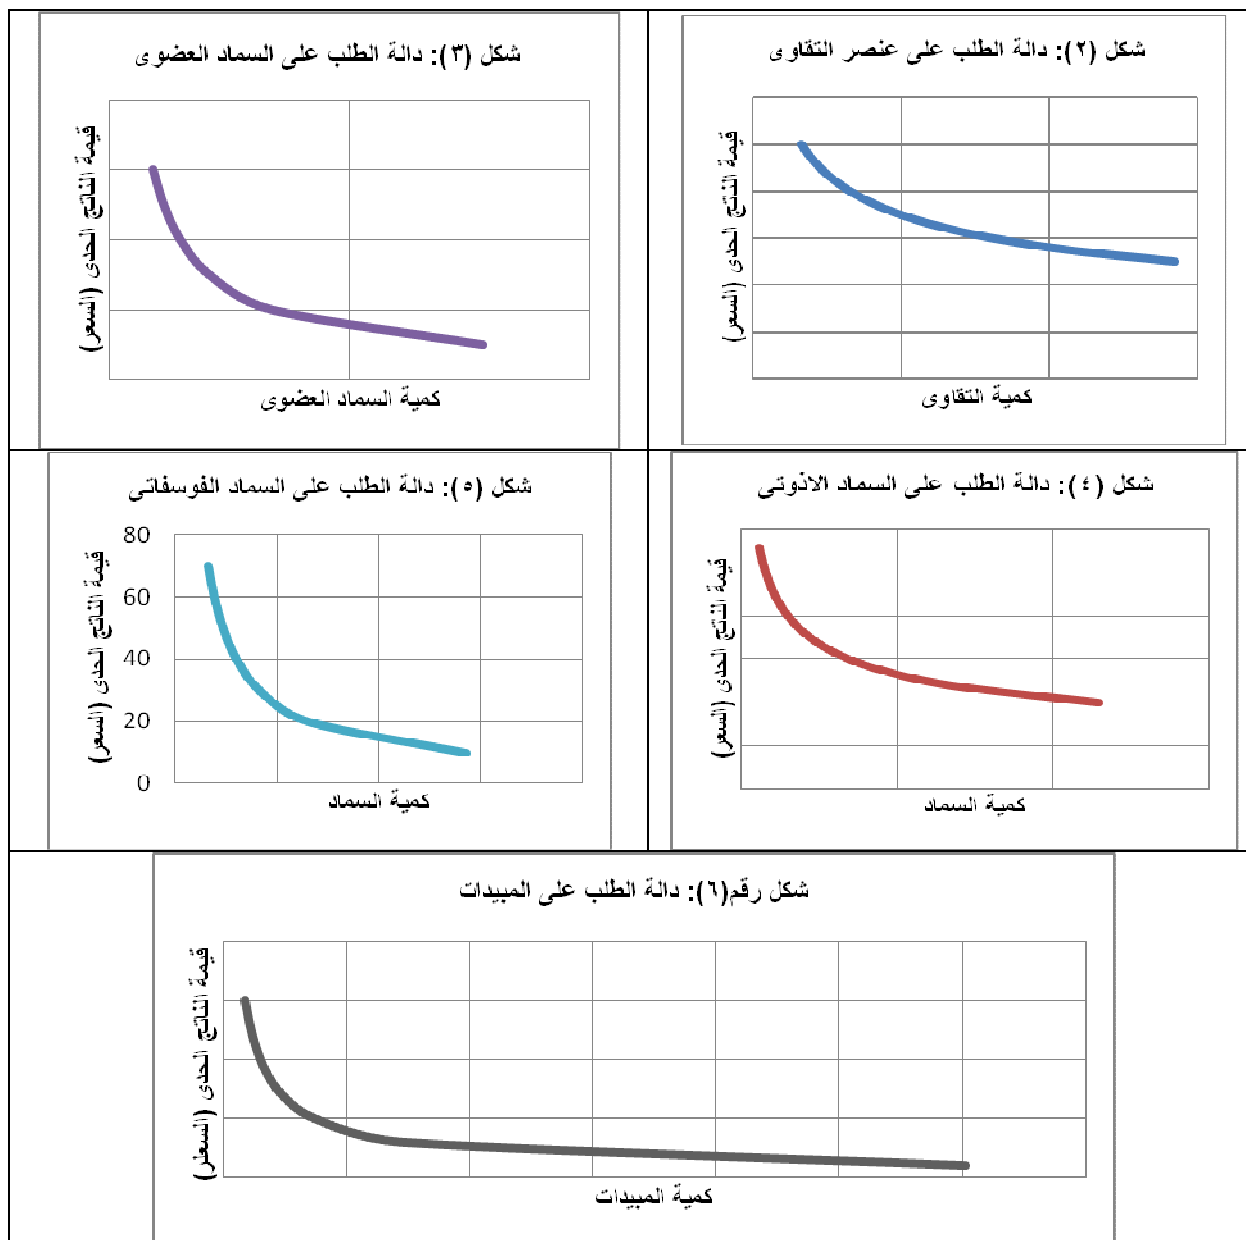 شكل (٢): دالة الطلب على عنصر التقاوى
قيمة الناتج الحدى (السعر)
كمية التقاوى
شكل (٣): دالة الطلب على السماد العضوى
قيمة الناتج الحدى (السعر)
كمية السماد العضوى
شكل (٤): دالة الطلب على السماد الاذوتى
قيمة الناتج الحدى (السعر)
كمية السماد
شكل (٥): دالة الطلب على السماد الفوسفاتى
قيمة الناتج الحدى (السعر)
80
60
40
20
0
كمية السماد
شكل رقم(٦): دالة الطلب على المبيدات
قيمة الناتج الحدى (السعلر)
كمية المبيدات